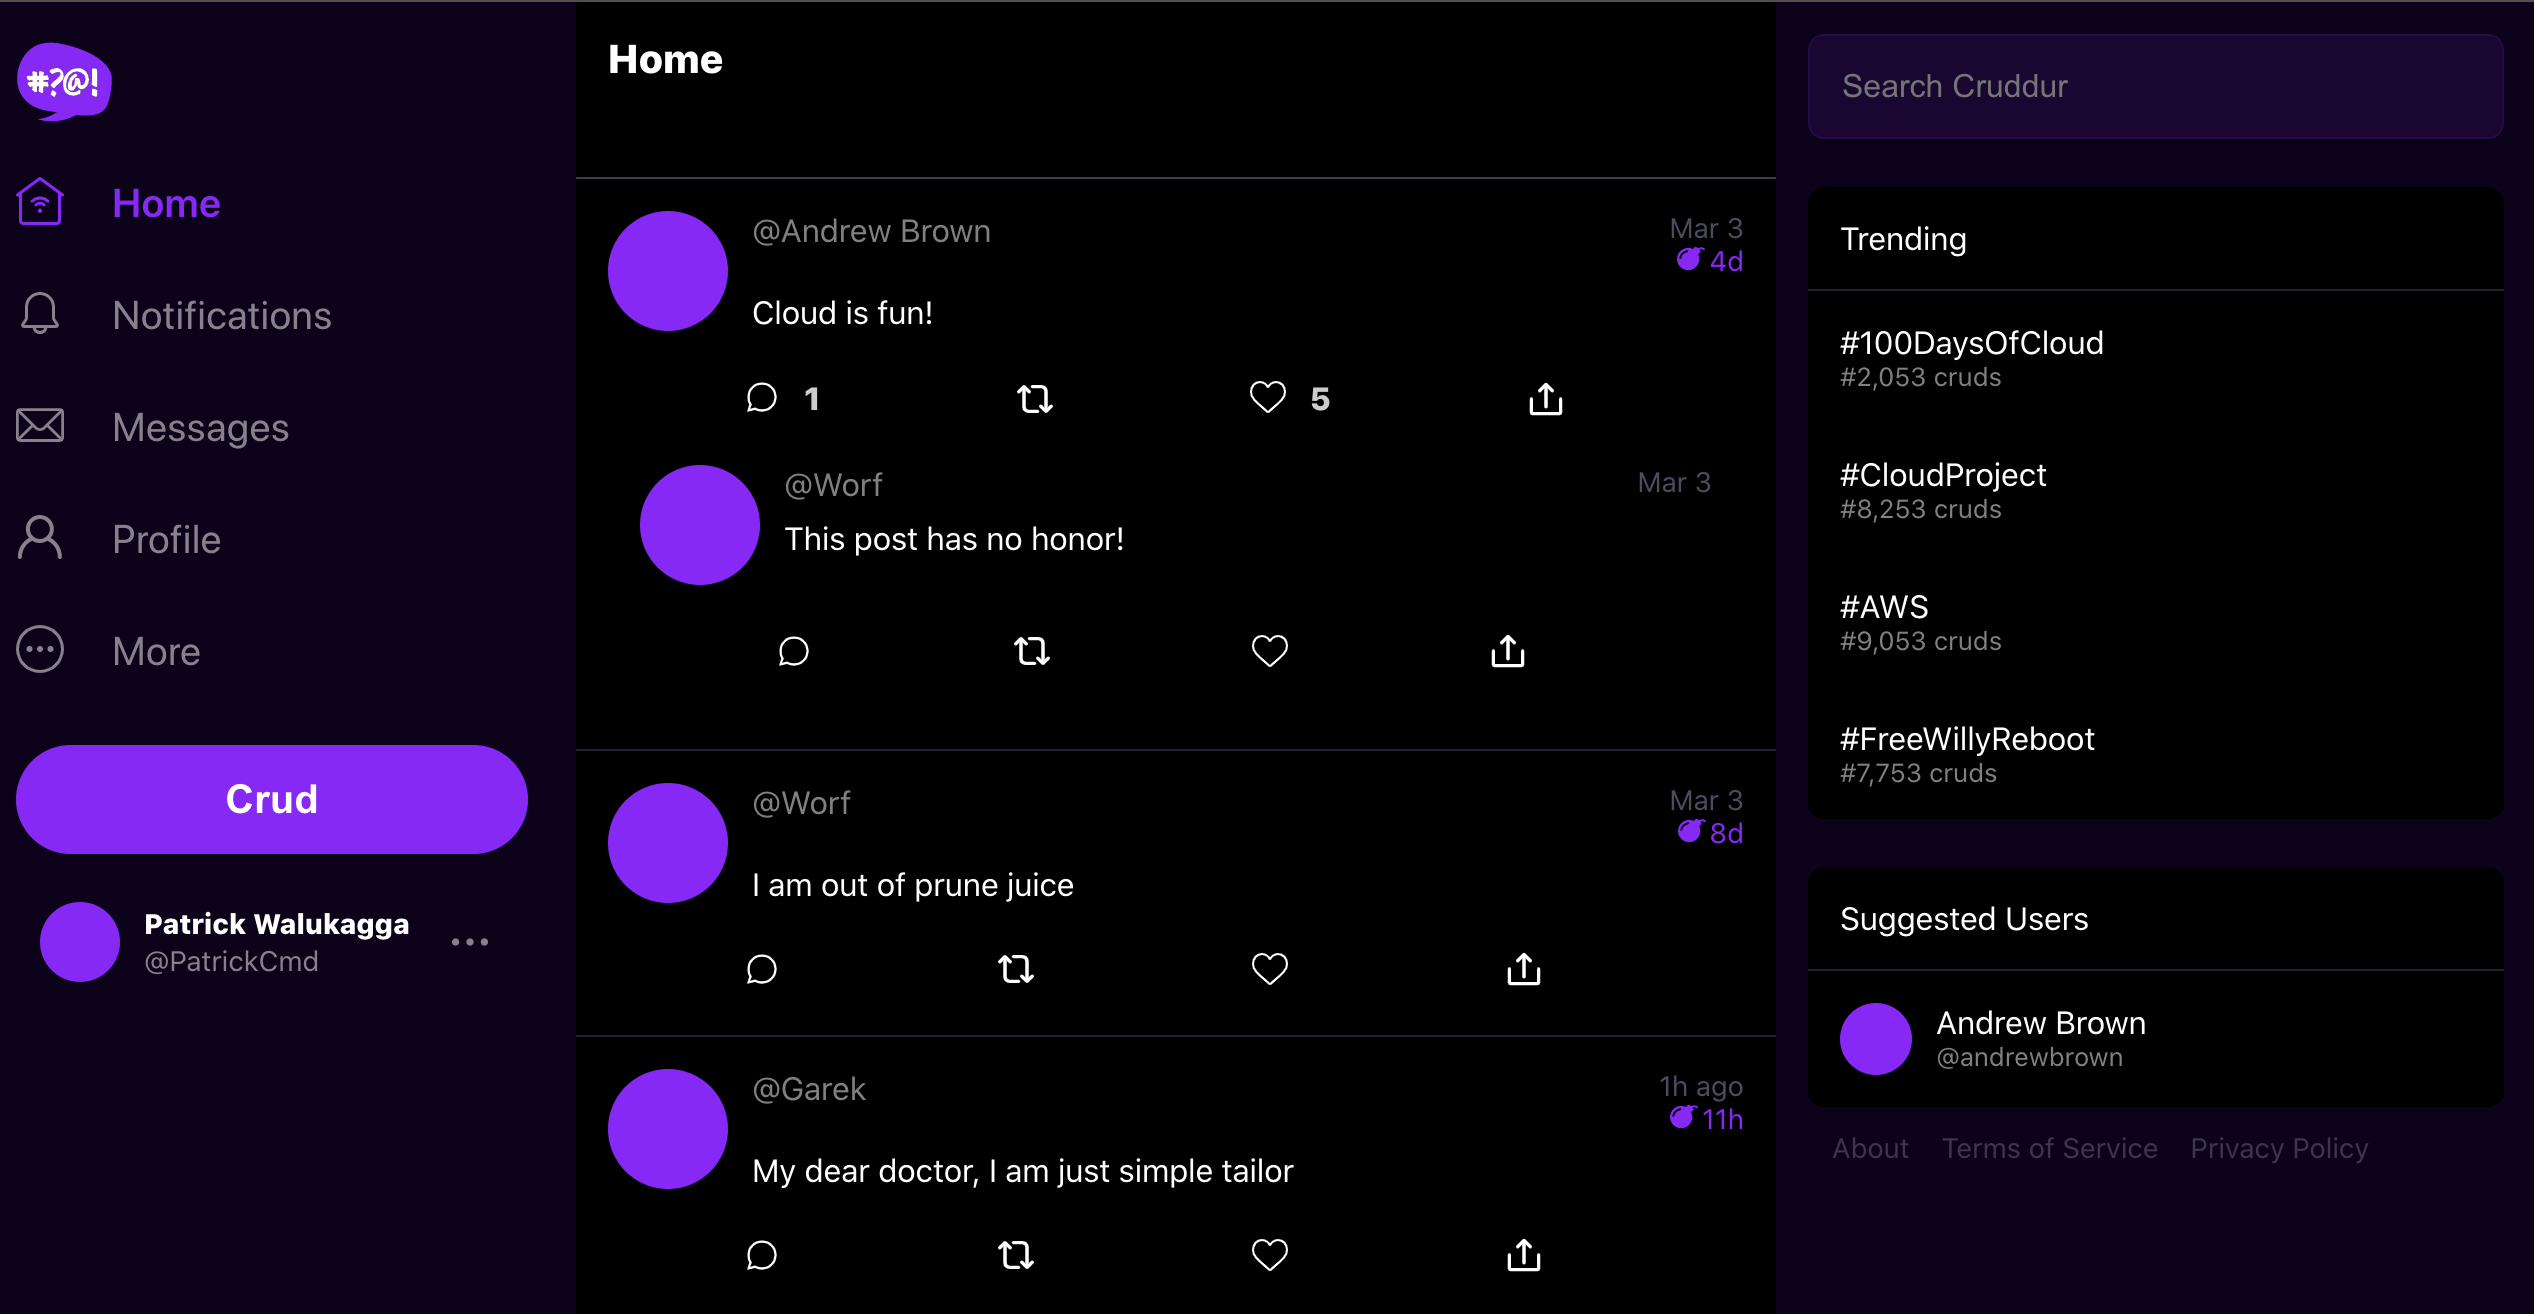 #?@!
Home
Notifications
Messages
Profile
More
Crud
Patrick Walukagga
@PatrickCmd
Home
@Andrew Brown
Mar 3
4d
Cloud is fun!
1
5
@Worf
Mar 3
This post has no honor!
@Worf
Mar 3
8d
I am out of prune juice
@Garek
1h ago
11h
My dear doctor, I am just simple tailor
Search Cruddur
Trending
#100DaysOfCloud
#2,053 cruds
#CloudProject
#8,253 cruds
#AWS
#9,053 cruds
#FreeWillyReboot
#7,753 cruds
Suggested Users
Andrew Brown
@andrewbrown
About Terms of Service Privacy Policy